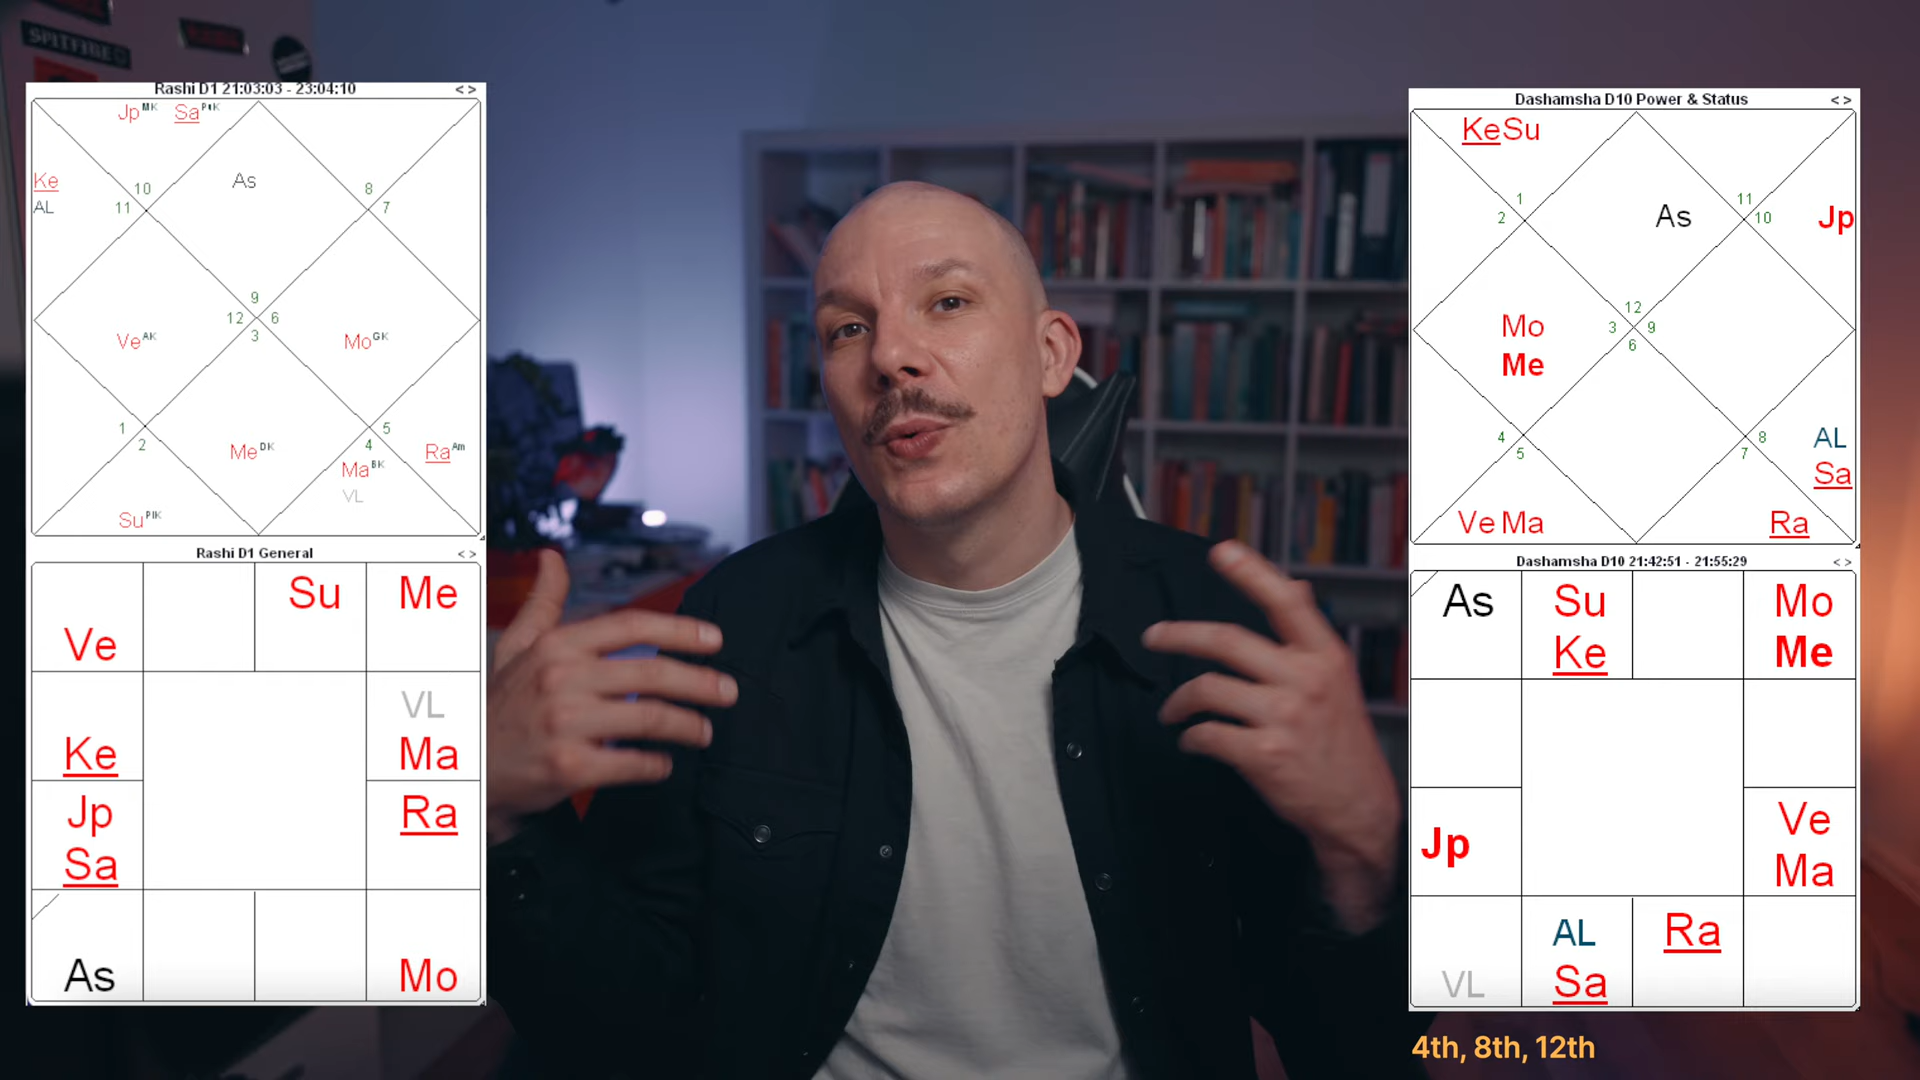 SPITFIRE
Rashi D1 21:03:03 - 23:04:10
< >
Jp MK Sa PtK
Ke
AL
As
10
11
8
7
9
12 6
3
Ve AK
Mo GK
1
2
5
4
Me DK
Ma BK
VL
Ra Am
Su PiK
Rashi D1 General
< >
Su Me
Ve
VL
Ke Ma
Jp Ra
Sa
As Mo
Dashamsha D10 Power & Status
< >
Ke Su
As
1
2
11
10
Jp
Mo
Me
12
3 9
6
4
5
8
7
AL
Sa
Ve Ma
Ra
Dashamsha D10 21:42:51 - 21:55:29
< >
As Su Mo
Ke Me
Jp Ve
Ma
AL Ra
VL Sa
4th, 8th, 12th